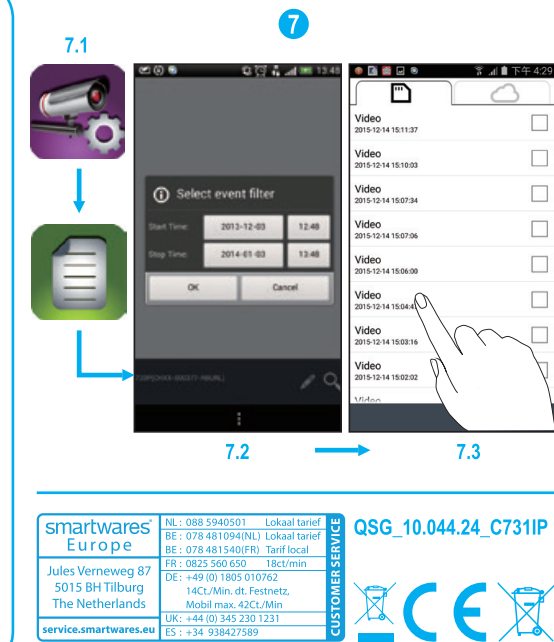 7
7.1
13:48
Select event filter
Start Time: 2013-12-03 12:48
Stop Time: 2014-01-03 13:48
OK Cancel
7.2
下午 4:29
Video
2015-12-14 15:11:37
Video
2015-12-14 15:10:03
Video
2015-12-14 15:07:34
Video
2015-12-14 15:07:06
Video
2015-12-14 15:06:00
Video
2015-12-14 15:04:4
Video
2015-12-14 15:03:16
Video
2015-12-14 15:02:02
Video
7.3
smartwares®
Europe
Jules Verneweg 87
5015 BH Tilburg
The Netherlands
service.smartwares.eu
NL : 088 5940501 Lokaal tarief
BE : 078 481094(NL) Lokaal tarief
BE : 078 481540(FR) Tarif local
FR : 0825 560 650 18ct/min
DE : +49 (0) 1805 010762
14Ct./Min. dt. Festnetz,
Mobil max. 42Ct./Min
UK: +44 (0) 345 230 1231
ES : +34 938427589
CUSTOMER SERVICE
QSG_10.044.24_C731IP
CE